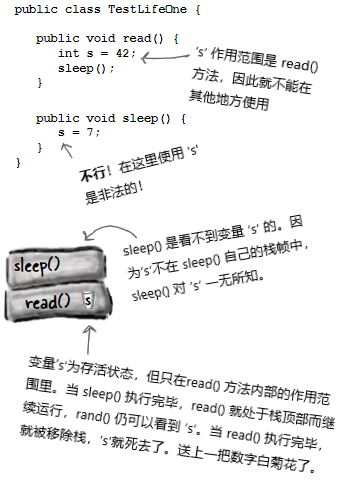 public class TestLifeOne {
public void read() {
int s = 42;
sleep();
}
's' 作用范围是 read()
方法，因此就不能在
其他地方使用
public void sleep() {
s = 7;
}
}
不行！在这里使用 's'
是非法的！
sleep() 是看不到变量 's' 的。因
为's'不在 sleep() 自己的栈帧中，
sleep() 对 's' 一无所知。
sleep()
read() s
变量's'为存活状态，但只在read() 方法内部的作用范
围里。当 sleep() 执行完毕，read() 就处于栈顶部而继
续运行，rand() 仍可以看到 's'。当 read() 执行完毕，
就被移除栈，'s'就死去了。送上一把数字白菊花了。